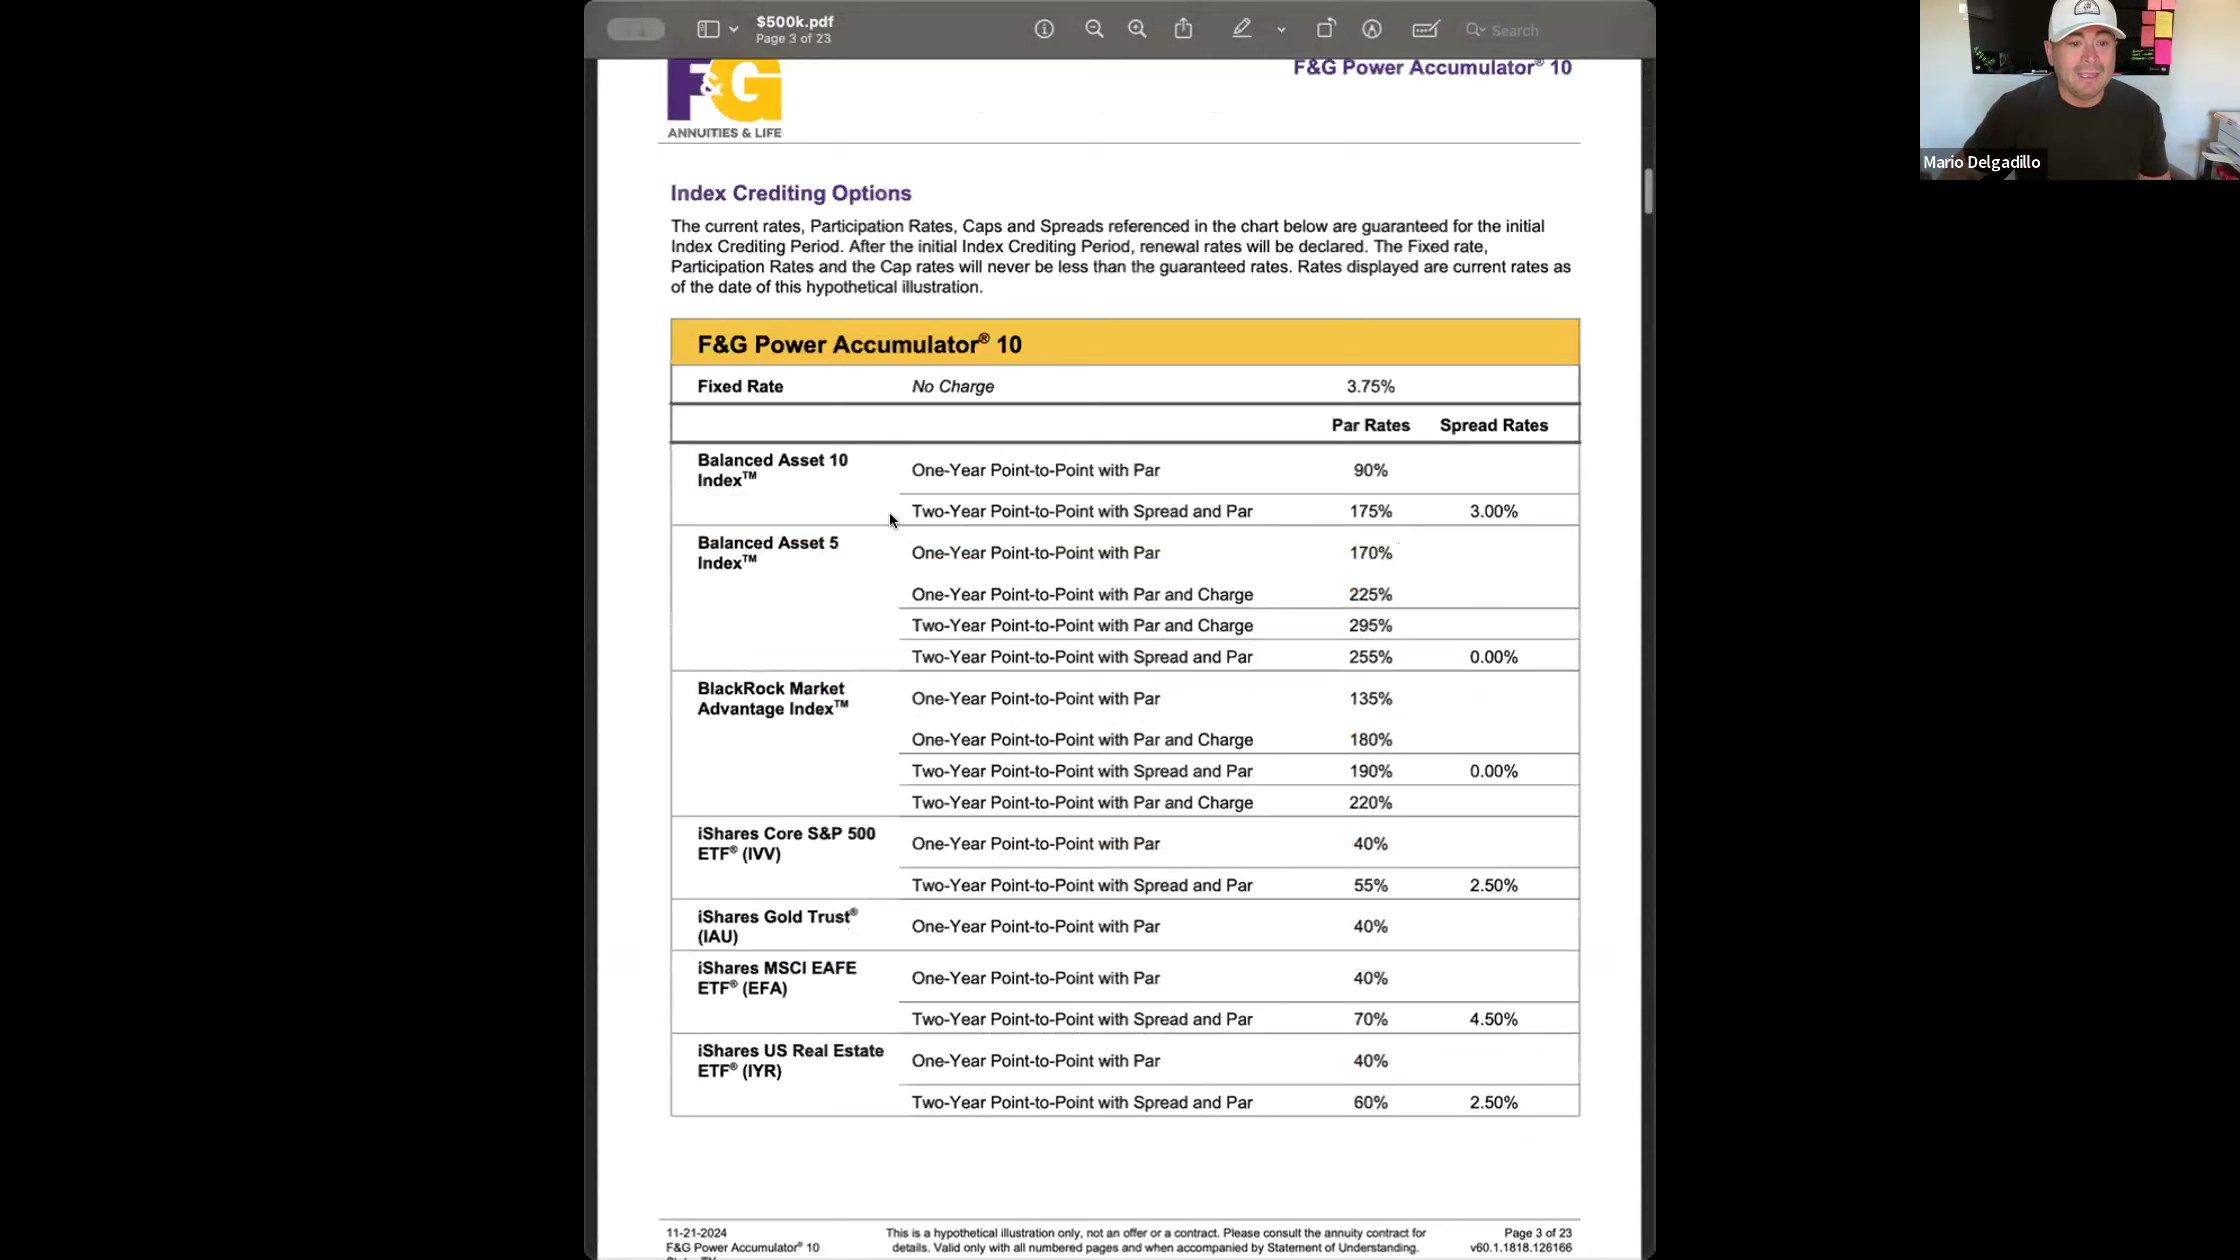 $500k.pdf
Page 3 of 23
Search
Mario Delgadillo
F&G
ANNUITIES & LIFE
F&G Power Accumulator® 10
Index Crediting Options
The current rates, Participation Rates, Caps and Spreads referenced in the chart below are guaranteed for the initial
Index Crediting Period. After the initial Index Crediting Period, renewal rates will be declared. The Fixed rate,
Participation Rates and the Cap rates will never be less than the guaranteed rates. Rates displayed are current rates as
of the date of this hypothetical illustration.
F&G Power Accumulator® 10
Fixed Rate No Charge 3.75%
Par Rates Spread Rates
Balanced Asset 10
Index™
One-Year Point-to-Point with Par 90%
Two-Year Point-to-Point with Spread and Par 175% 3.00%
Balanced Asset 5
Index™
One-Year Point-to-Point with Par 170%
One-Year Point-to-Point with Par and Charge 225%
Two-Year Point-to-Point with Par and Charge 295%
Two-Year Point-to-Point with Spread and Par 255% 0.00%
BlackRock Market
Advantage Index™
One-Year Point-to-Point with Par 135%
One-Year Point-to-Point with Par and Charge 180%
Two-Year Point-to-Point with Spread and Par 190% 0.00%
Two-Year Point-to-Point with Par and Charge 220%
iShares Core S&P 500
ETF® (IVV)
One-Year Point-to-Point with Par 40%
Two-Year Point-to-Point with Spread and Par 55% 2.50%
iShares Gold Trust®
(IAU)
One-Year Point-to-Point with Par 40%
iShares MSCI EAFE
ETF® (EFA)
One-Year Point-to-Point with Par 40%
Two-Year Point-to-Point with Spread and Par 70% 4.50%
iShares US Real Estate
ETF® (IYR)
One-Year Point-to-Point with Par 40%
Two-Year Point-to-Point with Spread and Par 60% 2.50%
11-21-2024
F&G Power Accumulator® 10
This is a hypothetical illustration only, not an offer or a contract. Please consult the annuity contract for
details. Valid only with all numbered pages and when accompanied by Statement of Understanding.
Page 3 of 23
v60.1.1818.126166